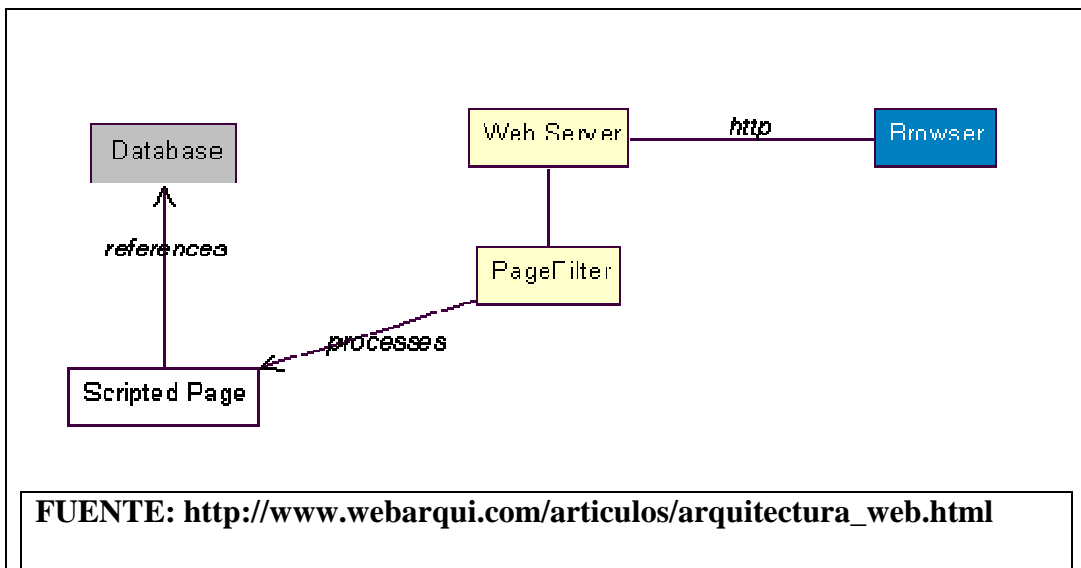 Database
Web Server
http
Browser
references
PageFilter
processes
Scripted Page
FUENTE: http://www.webarqui.com/articulos/arquitectura_web.html